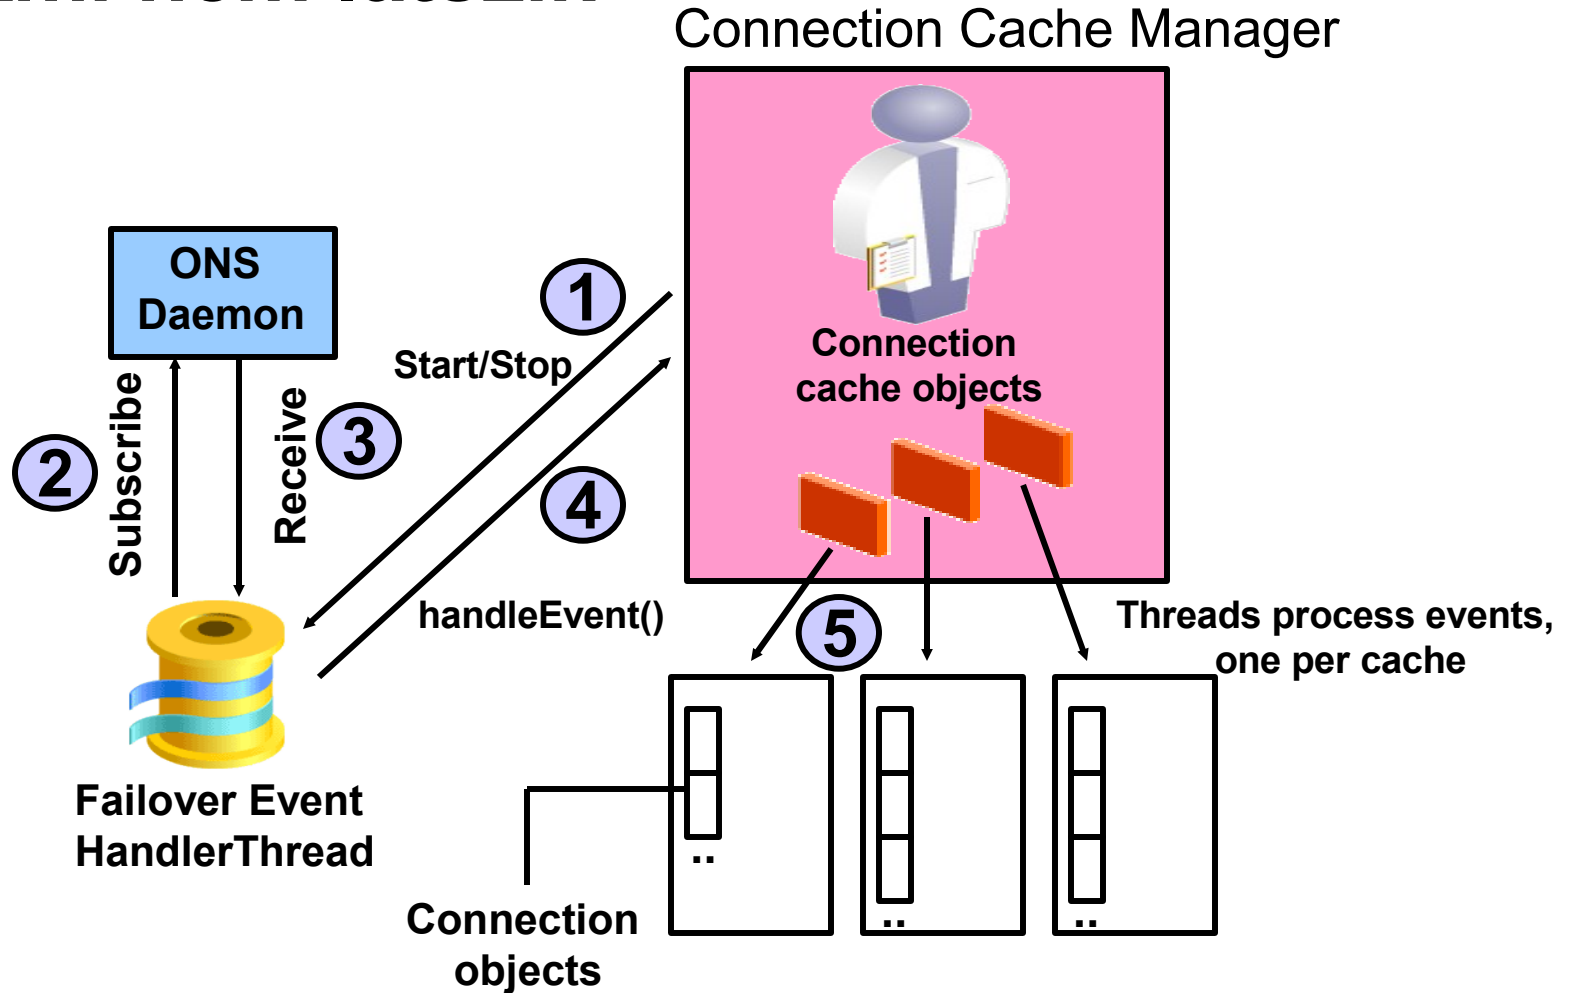 Connection Cache Manager
ONS
Daemon
1
Start/Stop
Connection
cache objects
Subscribe
Receive
2
3
4
handleEvent()
5
Threads process events,
one per cache
Failover Event
HandlerThread
..
..
..
Connection
objects